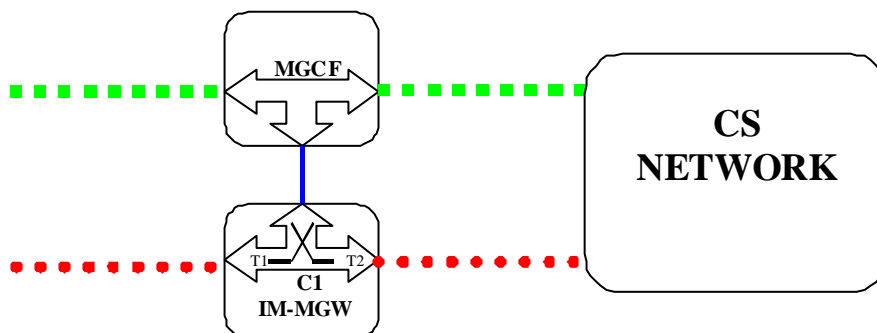 MGCF
CS
NETWORK
T1
T2
C1
IM-MGW